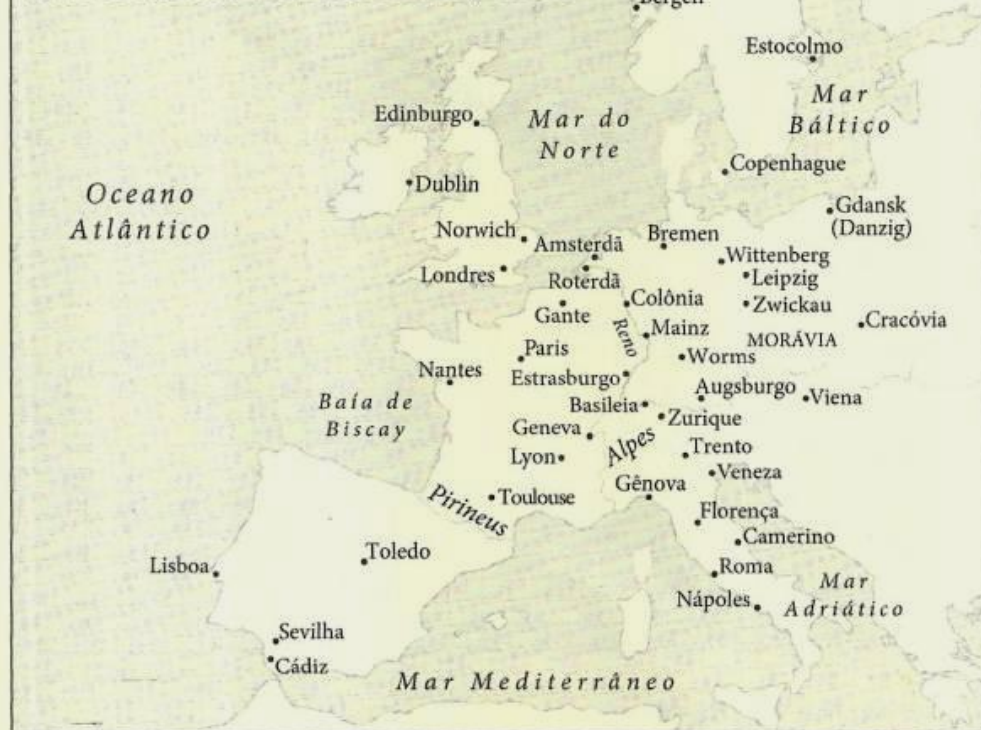 Bergen
Estocolmo
Mar
Báltico
Edinburgo
Mar do
Norte
Copenhague
Dublin
Oceano
Atlântico
Gdansk
(Danzig)
Norwich
Amsterdã
Bremen
Wittenberg
Londres
Roterdã
Leipzig
Colônia
Zwickau
Gante
Cracóvia
Reno
Mainz
MORÁVIA
Paris
Worms
Nantes
Estrasburgo
Augsburgo
Viena
Baía de
Biscay
Basileia
Zurique
Geneva
Alpes
Trento
Lyon
Veneza
Gênova
Pirineus
Toulouse
Florença
Camerino
Toledo
Lisboa
Roma
Mar
Adriático
Nápoles
Sevilha
Cádiz
Mar Mediterrâneo